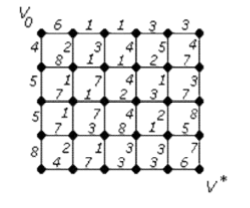 V₀ 6 1 1 3 3
4 2 3 4 5 4
8 1 1 2 7
5 1 7 4 1 3
7 1 2 3 7
5 1 7 4 2 8
7 3 8 1 5
8 2 1 3 3 7
4 7 3 3 6
V*